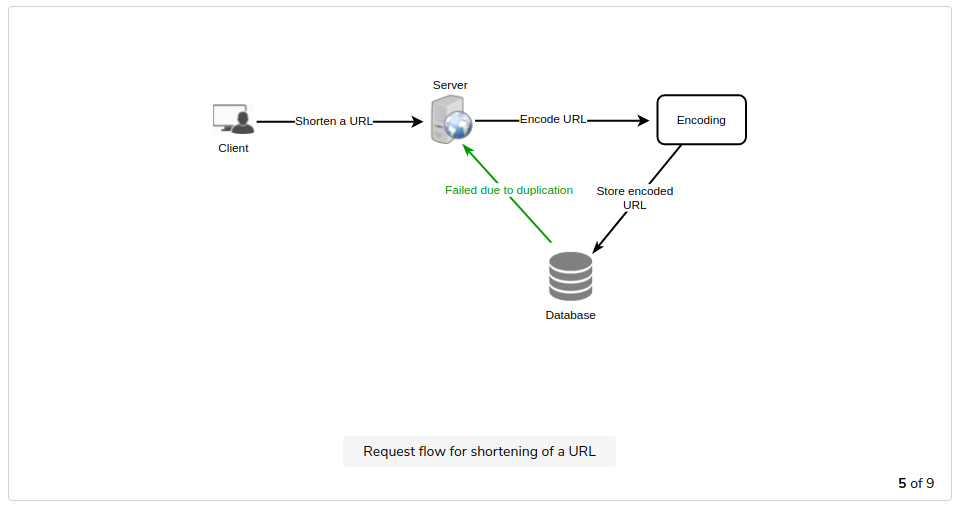 Server
Shorten a URL
Encode URL
Encoding
Client
Failed due to duplication
Store encoded
URL
Database
Request flow for shortening of a URL
5 of 9